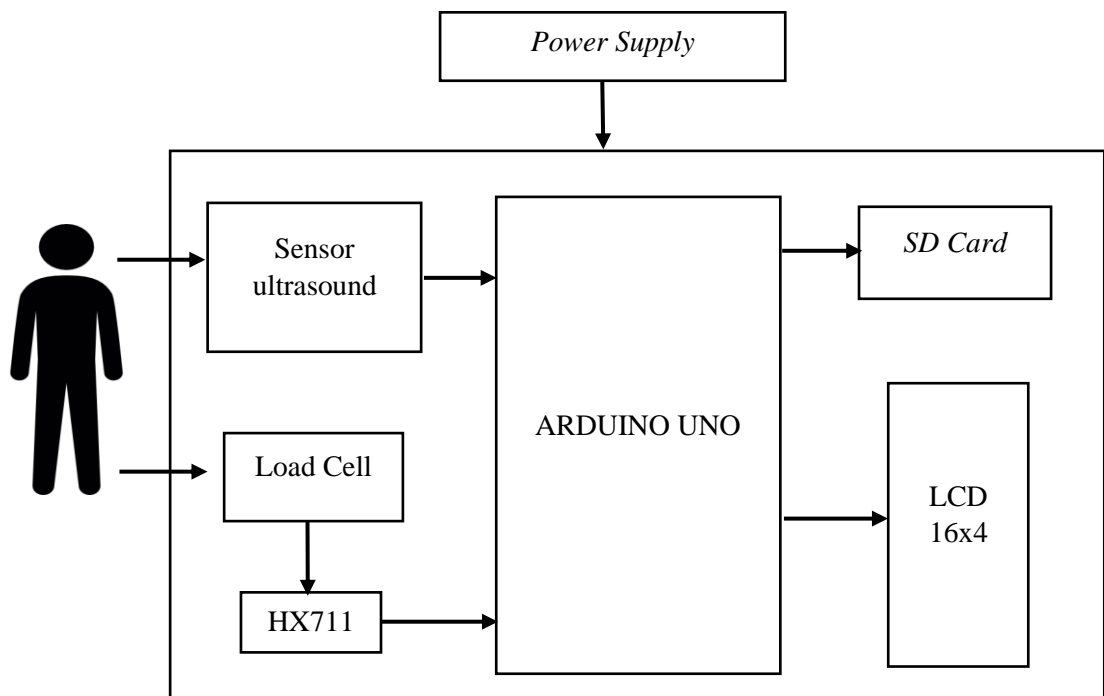 Power Supply
Sensor
ultrasound
SD Card
Load Cell
ARDUINO UNO
LCD
16x4
HX711